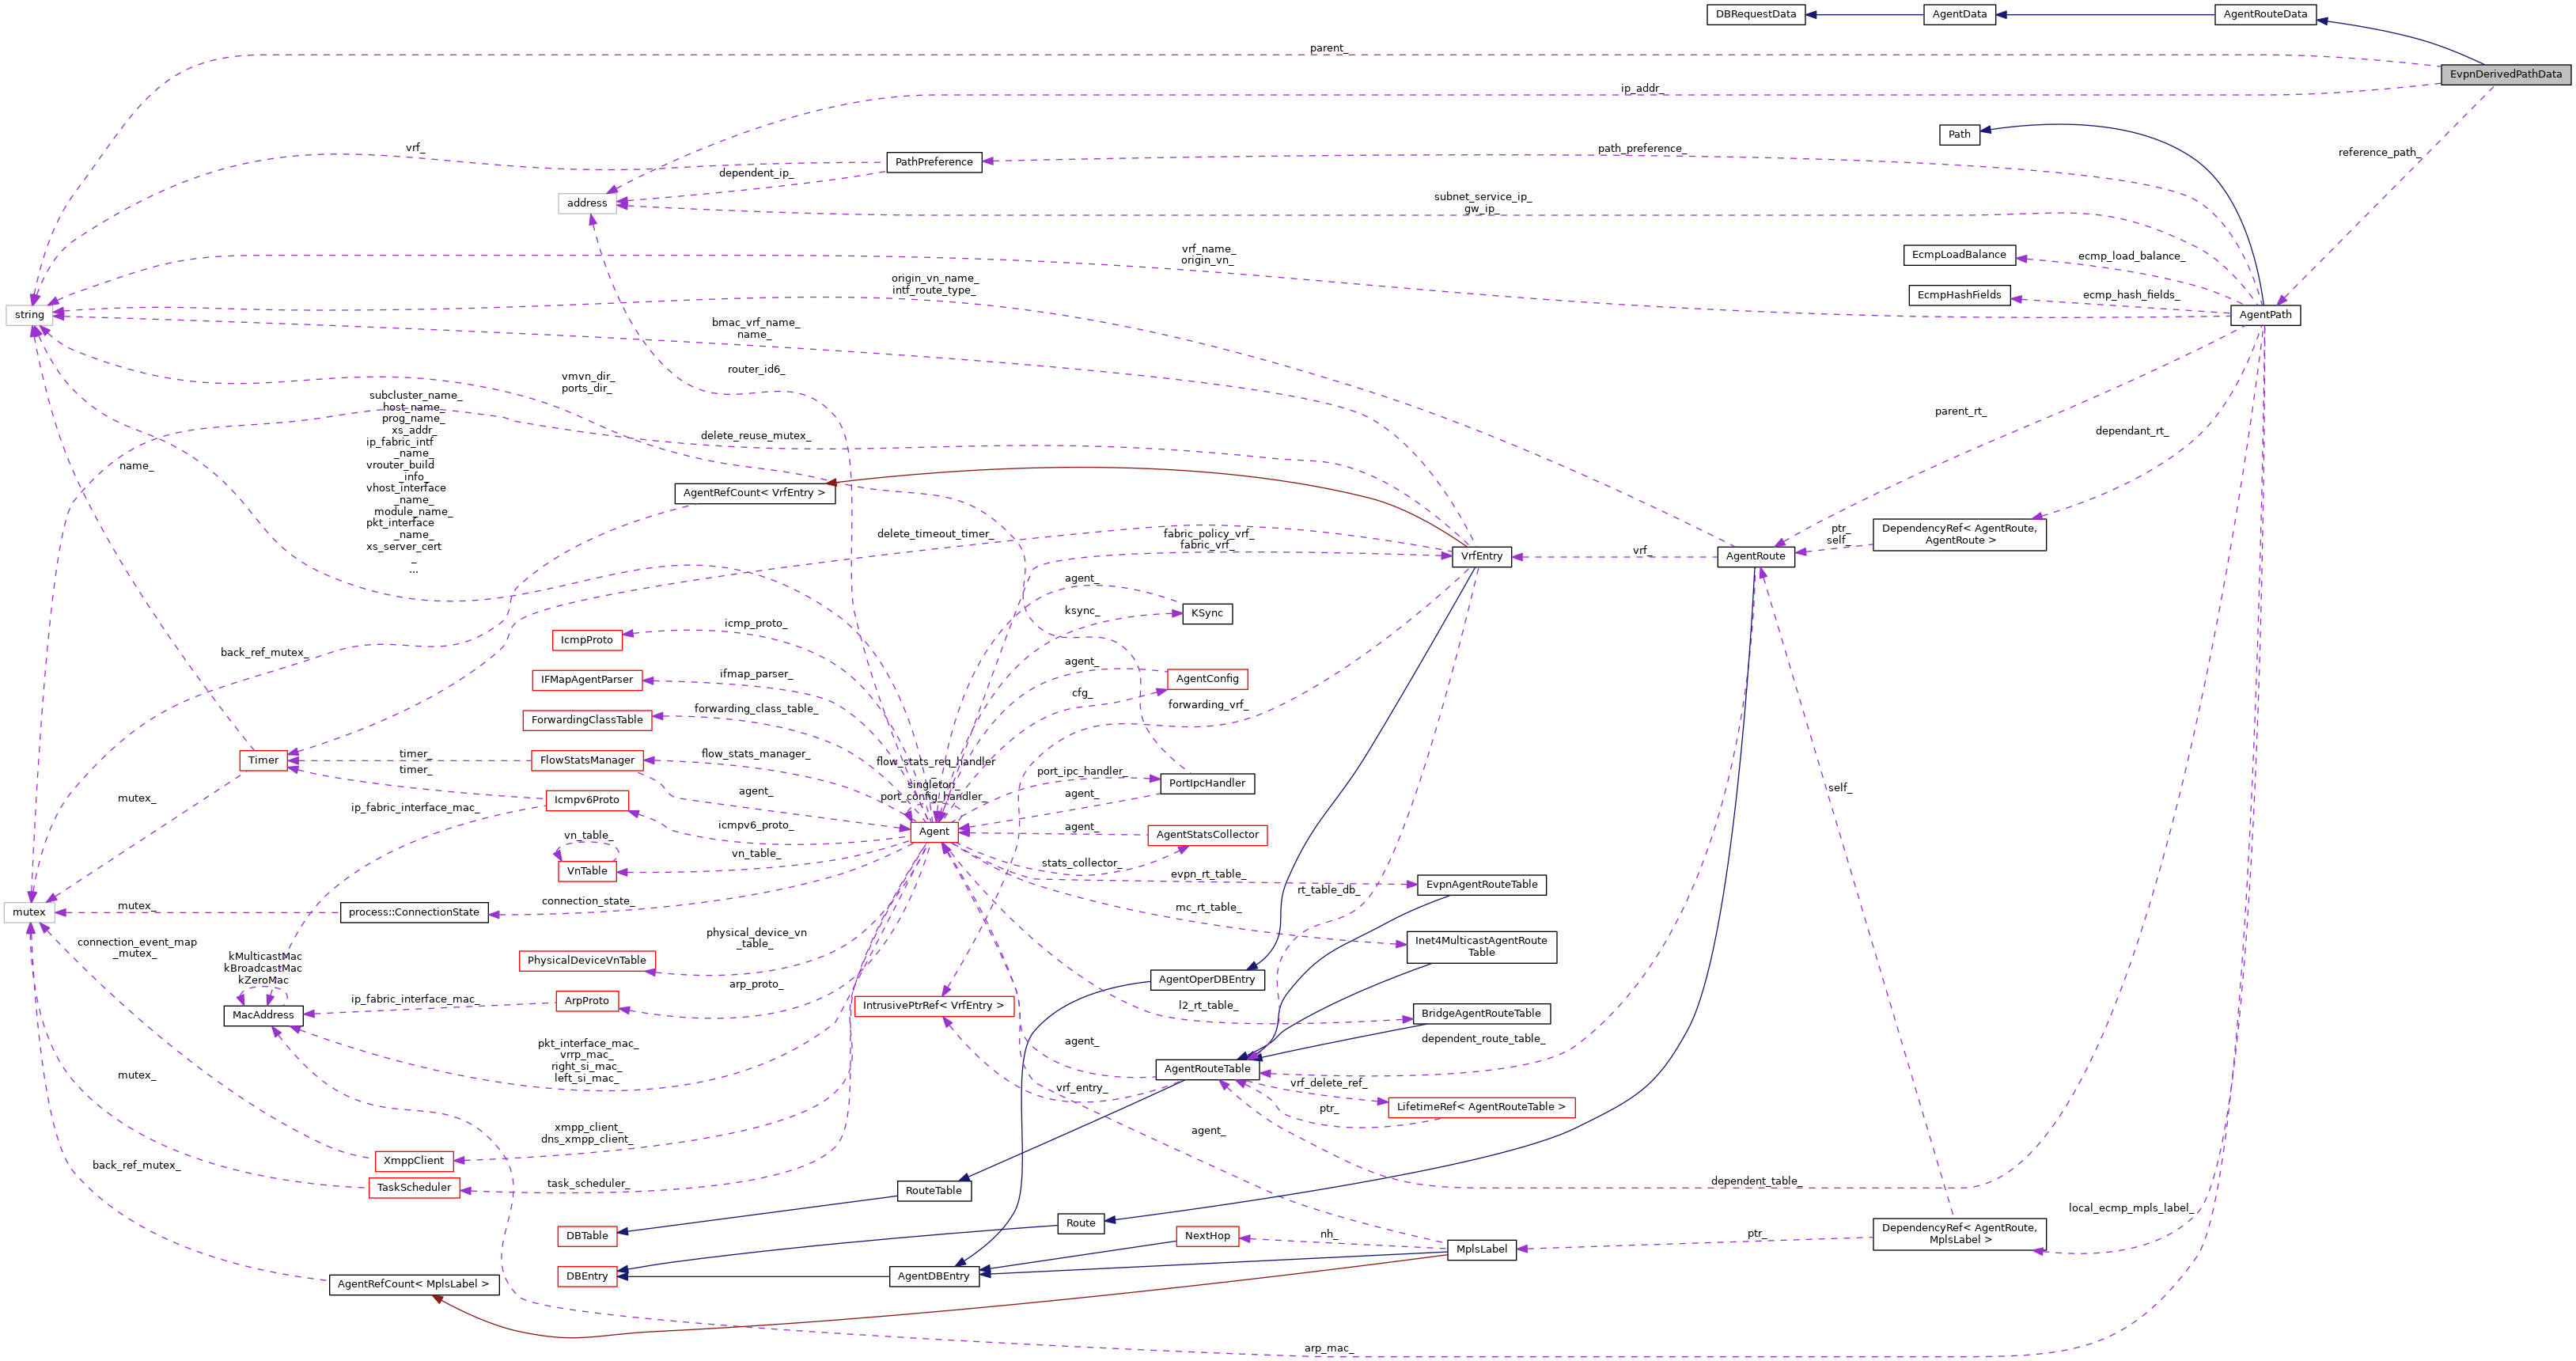 DBRequestData
AgentData
AgentRouteData
parent_
EvpnDerivedPathData
ip_addr_
Path
vrf_
path_preference_
reference_path_
PathPreference
dependent_ip_
address
subnet_service_ip_
gw_ip_
vrf_name_
origin_vn_
EcmpLoadBalance
ecmp_load_balance_
origin_vn_name_
intf_route_type_
EcmpHashFields
ecmp_hash_fields_
string
AgentPath
bmac_vrf_name_
name_
router_id6_
vmvn_dir_
ports_dir_
subcluster_name_
host_name_
prog_name_
xs_addr_
ip_fabric_intf
_name_
vrouter_build
_info_
vhost_interface
_name_
module_name_
pkt_interface
_name_
xs_server_cert
_
...
parent_rt_
dependant_rt_
delete_reuse_mutex_
name_
AgentRefCount< VrfEntry >
delete_timeout_timer_
fabric_policy_vrf_
fabric_vrf_
VrfEntry
vrf_
AgentRoute
ptr_
self_
DependencyRef< AgentRoute,
AgentRoute >
agent_
ksync_
KSync
IcmpProto
icmp_proto_
back_ref_mutex_
IFMapAgentParser
ifmap_parser_
agent_
cfg_
AgentConfig
ForwardingClassTable
forwarding_class_table_
forwarding_vrf_
Timer
timer_
timer_
FlowStatsManager
flow_stats_manager_
flow_stats_req_handler
_
singleton_
port_config_handler_
port_ipc_handler_
agent_
PortIpcHandler
self_
mutex_
ip_fabric_interface_mac_
Icmpv6Proto
agent_
icmpv6_proto_
Agent
agent_
AgentStatsCollector
vn_table_
VnTable
vn_table_
stats_collector_
evpn_rt_table_
EvpnAgentRouteTable
rt_table_db_
mutex
mutex_
process::ConnectionState
connection_state_
mc_rt_table_
Inet4MulticastAgentRoute
Table
connection_event_map
_mutex_
physical_device_vn
_table_
PhysicalDeviceVnTable
kMulticastMac
kBroadcastMac
kZeroMac
arp_proto_
AgentOperDBEntry
MacAddress
ip_fabric_interface_mac_
ArpProto
IntrusivePtrRef< VrfEntry >
l2_rt_table_
BridgeAgentRouteTable
dependent_route_table_
pkt_interface_mac_
vrrp_mac_
right_si_mac_
left_si_mac_
agent_
AgentRouteTable
mutex_
vrf_entry_
vrf_delete_ref_
ptr_
LifetimeRef< AgentRouteTable >
xmpp_client_
dns_xmpp_client_
agent_
XmppClient
back_ref_mutex_
TaskScheduler
task_scheduler_
RouteTable
dependent_table_
local_ecmp_mpls_label_
DBTable
Route
NextHop
nh_
MplsLabel
ptr_
DependencyRef< AgentRoute,
MplsLabel >
DBEntry
AgentDBEntry
AgentRefCount< MplsLabel >
arp_mac_